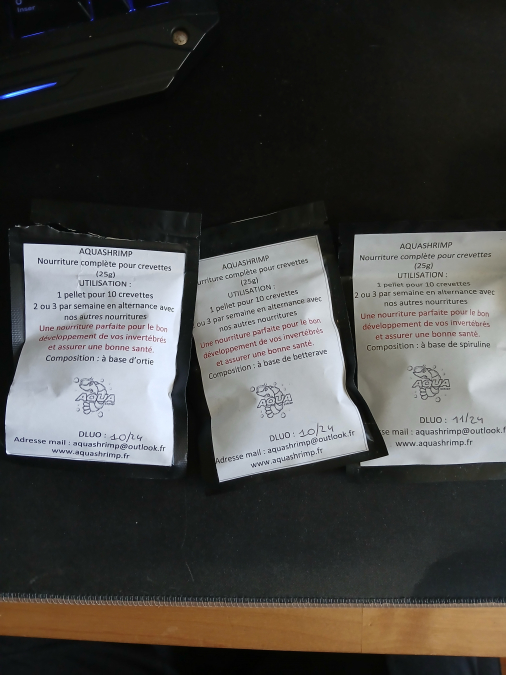 Inser
AQUASHRIMP
Nourriture complète pour crevettes
(25g)
UTILISATION :
1 pellet pour 10 crevettes
2 ou 3 par semaine en alternance avec
nos autres nourritures
Une nourriture parfaite pour le bon
développement de vos invertébrés
et assurer une bonne santé.
Composition : à base d'ortie
AQUA
DLUO : 10/24
Adresse mail : aquashrimp@outlook.fr
www.aquashrimp.fr
AQUASHRIMP
urriture complète pour crevettes
(25g)
UTILISATION :
1 pellet pour 10 crevettes
ou 3 par semaine en alternance avec
nos autres nourritures
Une nourriture parfaite pour le bon
développement de vos invertébrés
et assurer une bonne santé.
Composition : à base de betterave
AQUA
DLUO : 10/24
Adresse mail : aquashrimp@outlook.fr
www.aquashrimp.fr
AQUASHRIMP
Nourriture complète pour crevettes
(25g)
UTILISATION :
1 pellet pour 10 crevettes
2 ou 3 par semaine en alternance avec
nos autres nourritures
Une nourriture parfaite pour le bon
développement de vos invertébrés
et assurer une bonne santé.
Composition : à base de spiruline
AQUA
DLUO : 11/24
se mail : aquashrimp@outlook.fr
www.aquashrimp.fr